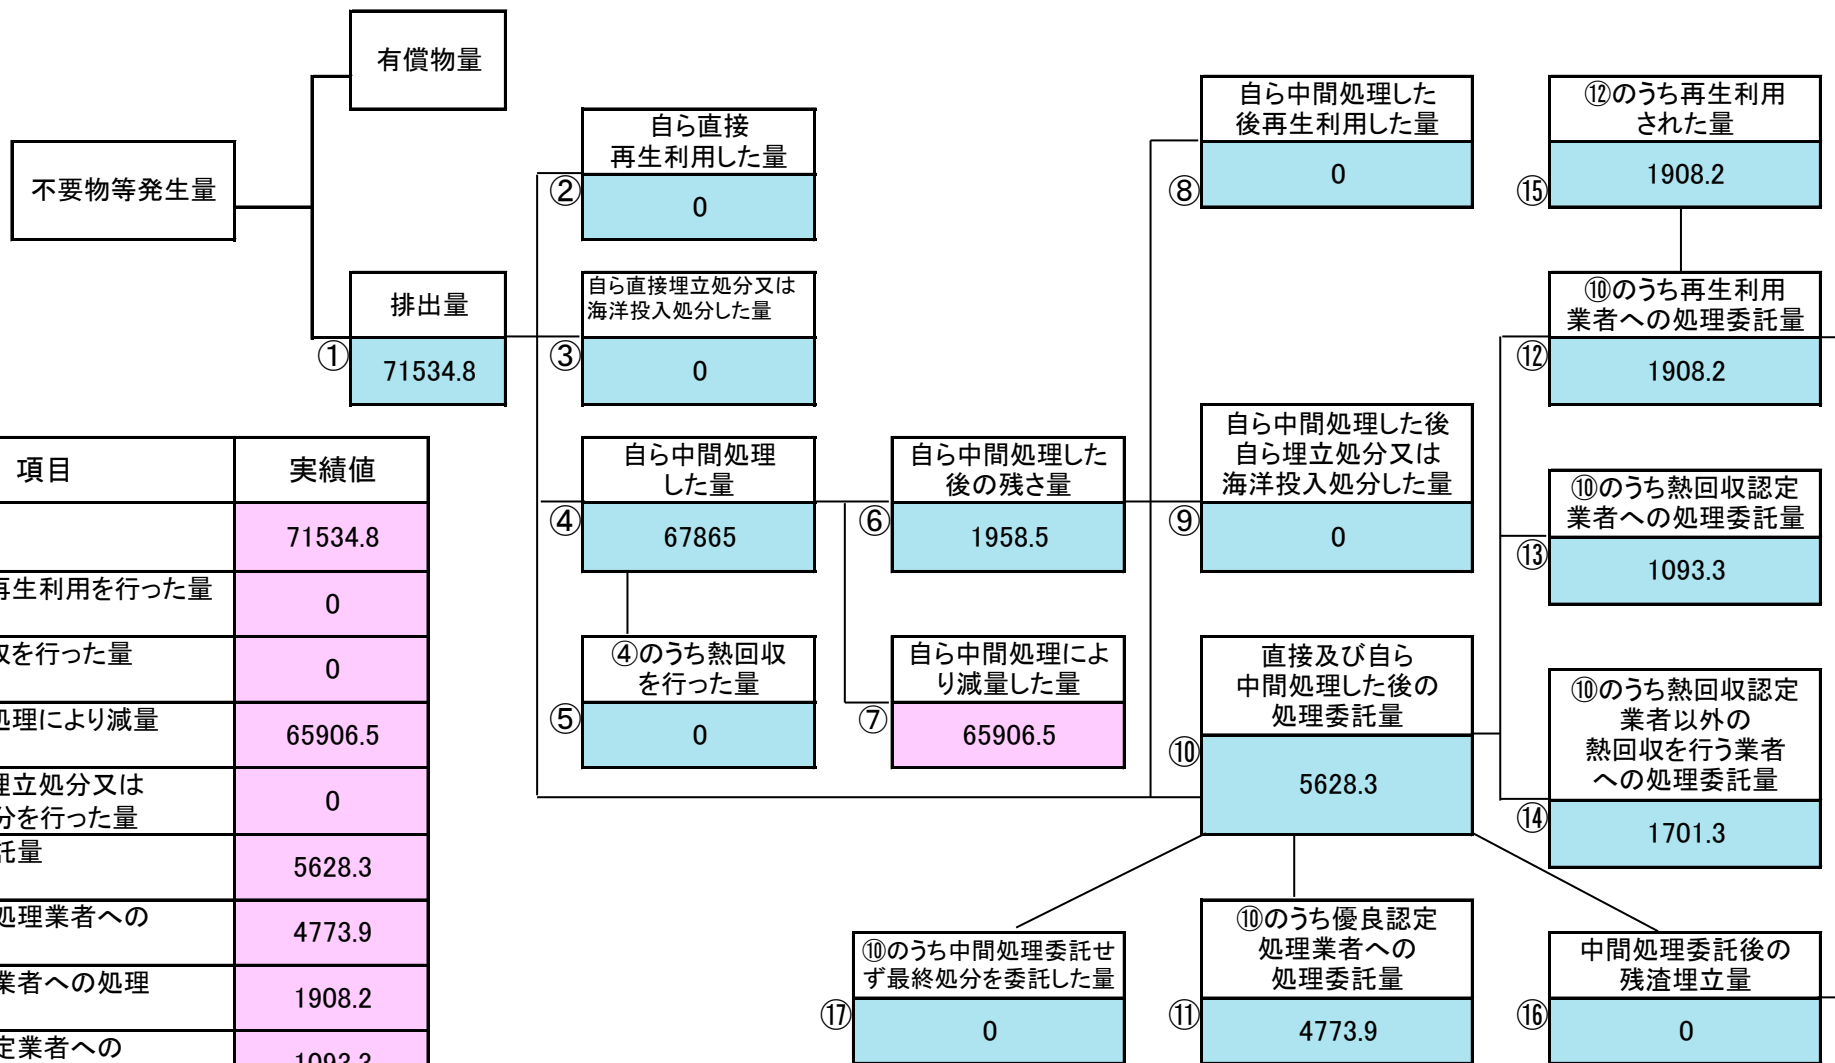 有償物量
不要物等発生量
排出量
①
71534.8
自ら直接
再生利用した量
②
0
自ら直接埋立処分又は
海洋投入処分した量
③
0
自ら中間処理
した量
④
67865
④のうち熱回収
を行った量
⑤
0
自ら中間処理した
後の残さ量
⑥
1958.5
自ら中間処理によ
り減量した量
⑦
65906.5
自ら中間処理した
後再生利用した量
⑧
0
自ら中間処理した後
自ら埋立処分又は
海洋投入処分した量
⑨
0
直接及び自ら
中間処理した後の
処理委託量
⑩
5628.3
⑫のうち再生利用
された量
⑮
1908.2
⑩のうち再生利用
業者への処理委託量
⑫
1908.2
⑩のうち熱回収認定
業者への処理委託量
⑬
1093.3
⑩のうち熱回収認定
業者以外の
熱回収を行う業者
への処理委託量
⑭
1701.3
⑩のうち中間処理委託せ
ず最終処分を委託した量
⑰
0
⑩のうち優良認定
処理業者への
処理委託量
⑪
4773.9
中間処理委託後の
残渣埋立量
⑯
0
項目
実績値
71534.8
再生利用を行った量
0
を行った量
0
処理により減量
65906.5
埋立処分又は
分を行った量
0
託量
5628.3
処理業者への
4773.9
業者への処理
1908.2
定業者への
1093.3